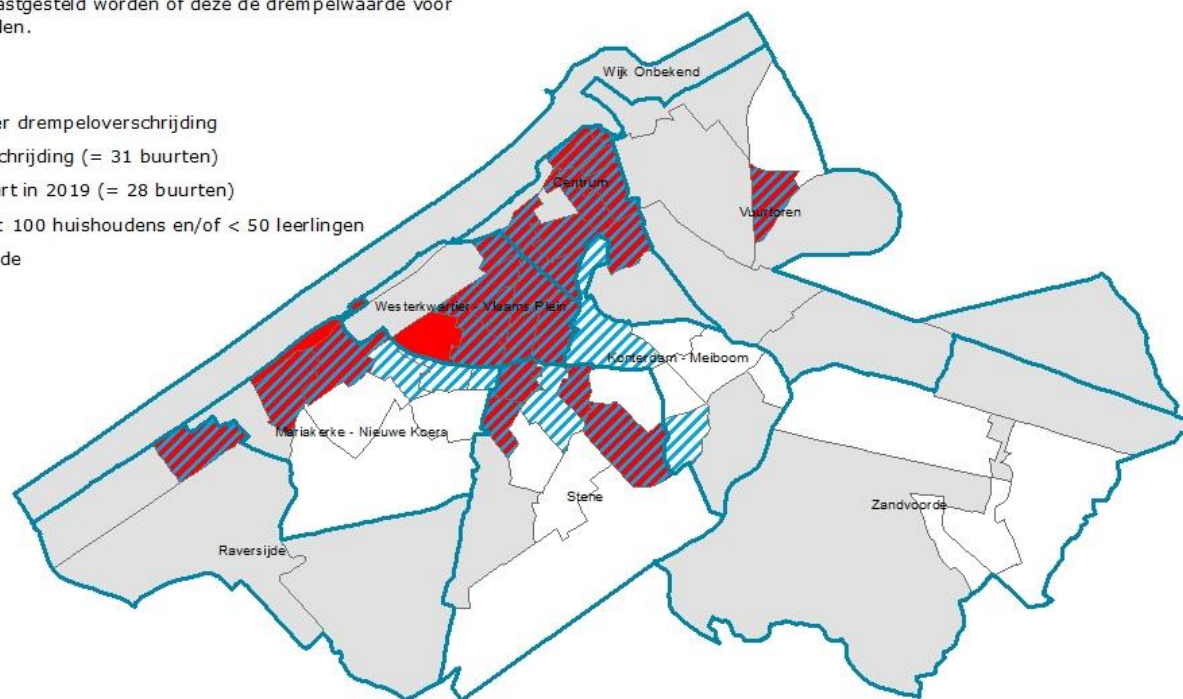 astgesteld worden of deze de drempelwaarde voor
len.
er drempeloverschrijding
chrijding (= 31 buurten)
urt in 2019 (= 28 buurten)
100 huishoudens en/of < 50 leerlingen
de
Wijk Onbekend
Centrum
Vuurtoren
Westerkwartier - Vlaams Plein
Konterdam - Meiboom
Mariakerke - Nieuwe Koers
Stene
Zandvoorde
Raversijde